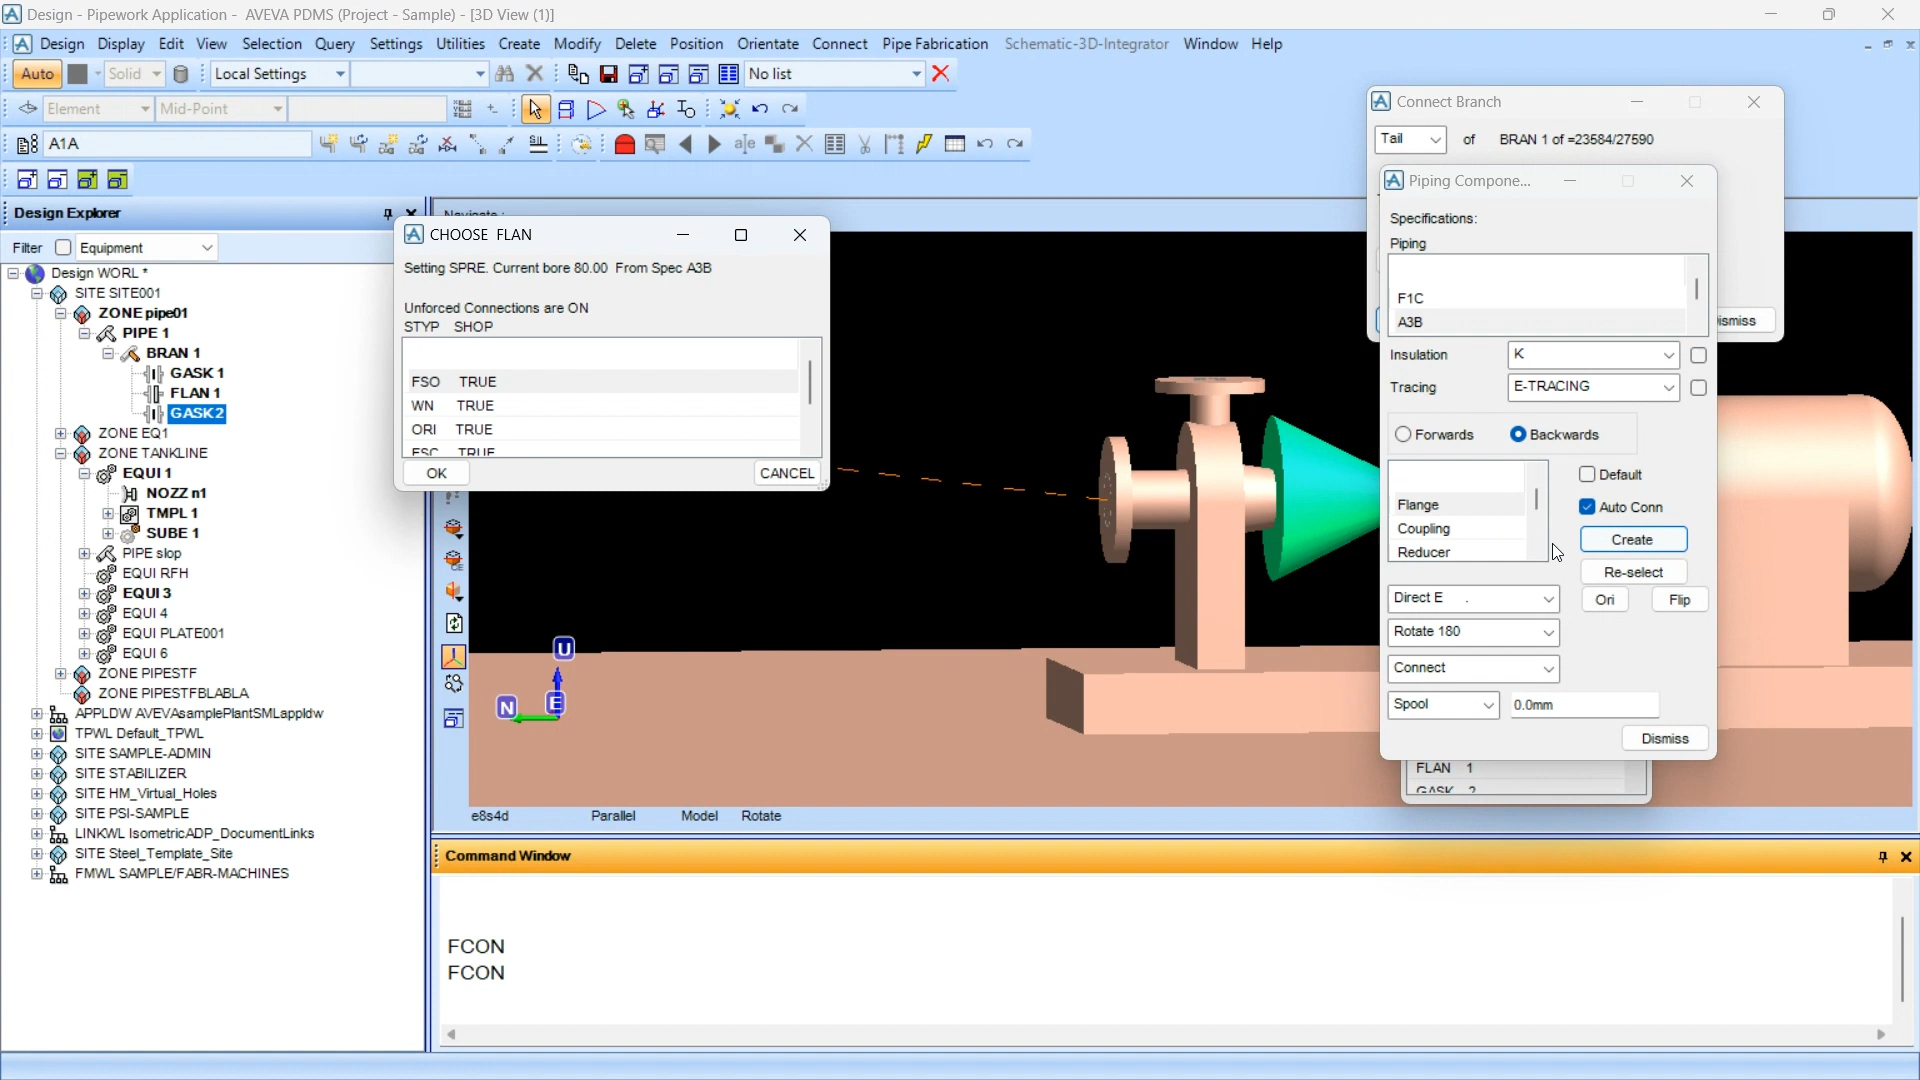 Design - Pipework Application - AVEVA PDMS (Project - Sample) - [3D View (1)]
Design Display Edit View Selection Query Settings Utilities Create Modify Delete Position Orientate Connect Pipe Fabrication Schematic-3D-Integrator Window Help
Auto Solid Local Settings No list
Element Mid-Point
A1A
Design Explorer
Filter Equipment
Design WORL *
SITE SITE001
ZONE pipe01
PIPE 1
BRAN 1
GASK 1
FLAN 1
GASK 2
ZONE EQ1
ZONE TANKLINE
EQUI 1
NOZZ n1
TMPL 1
SUBE 1
PIPE slop
EQUI RFH
EQUI 3
EQUI 4
EQUI PLATE001
EQUI 6
ZONE PIPESTF
ZONE PIPESTFBLABLA
APPLDW AVEVAsamplePlantSMLappldw
TPWL Default_TPWL
SITE SAMPLE-ADMIN
SITE STABILIZER
SITE HM_Virtual_Holes
SITE PSI-SAMPLE
LINKWL IsometricADP_DocumentLinks
SITE Steel_Template_Site
FMWL SAMPLE/FABR-MACHINES
CHOOSE FLAN
Setting SPRE. Current bore 80.00 From Spec A3B
Unforced Connections are ON
STYP SHOP
FSO TRUE
WN TRUE
ORI TRUE
FSC TRUE
OK CANCEL
U
N E
e8s4d Parallel Model Rotate
Connect Branch
Tail of BRAN 1 of =23584/27590
Piping Compone...
Specifications:
Piping
F1C
A3B
Insulation K
Tracing E-TRACING
Forwards Backwards
Flange
Coupling
Reducer
Default
Auto Conn
Create
Re-select
Ori Flip
Direct E .
Rotate 180
Connect
Spool 0.0mm
Dismiss
FLAN 1
GASK 2
Command Window
FCON
FCON